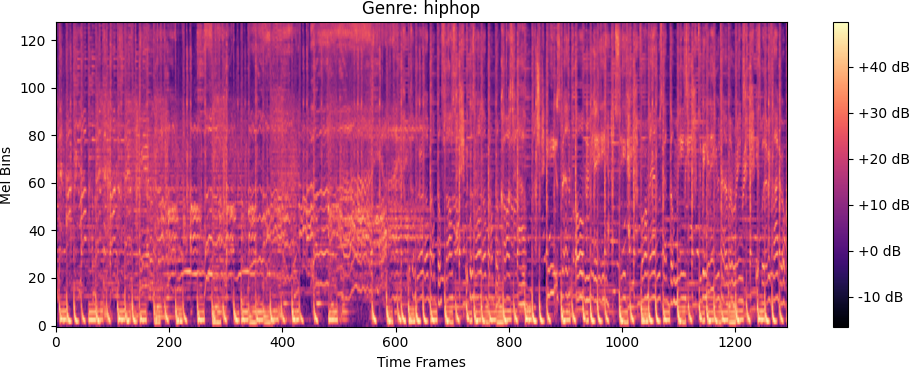 Genre: hiphop
Mel Bins
120
100
80
60
40
20
0
0 200 400 600 800 1000 1200
Time Frames
+40 dB
+30 dB
+20 dB
+10 dB
+0 dB
-10 dB